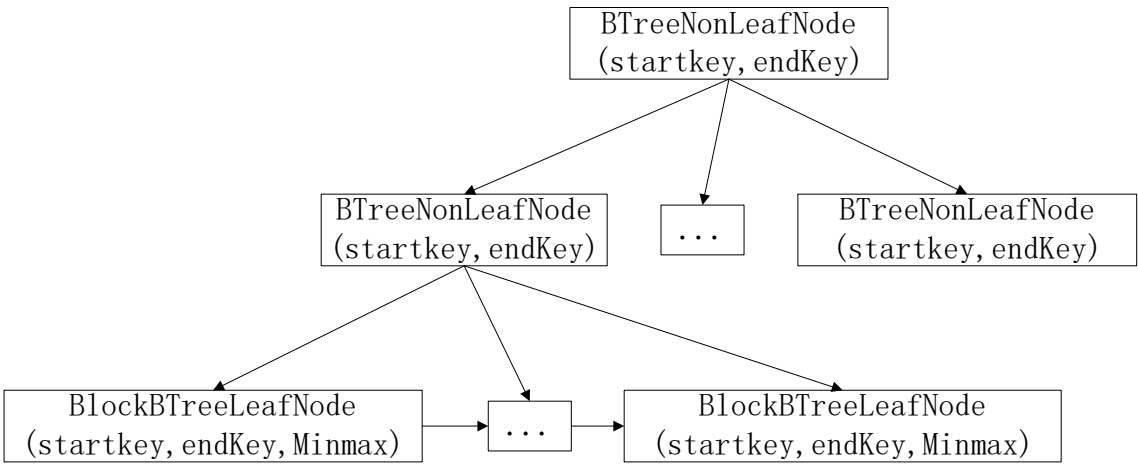 BTreeNonLeafNode
(startkey,endKey)
BTreeNonLeafNode
(startkey,endKey)
...
BTreeNonLeafNode
(startkey,endKey)
BlockBTreeLeafNode
(startkey,endKey,Minmax)
...
BlockBTreeLeafNode
(startkey,endKey,Minmax)